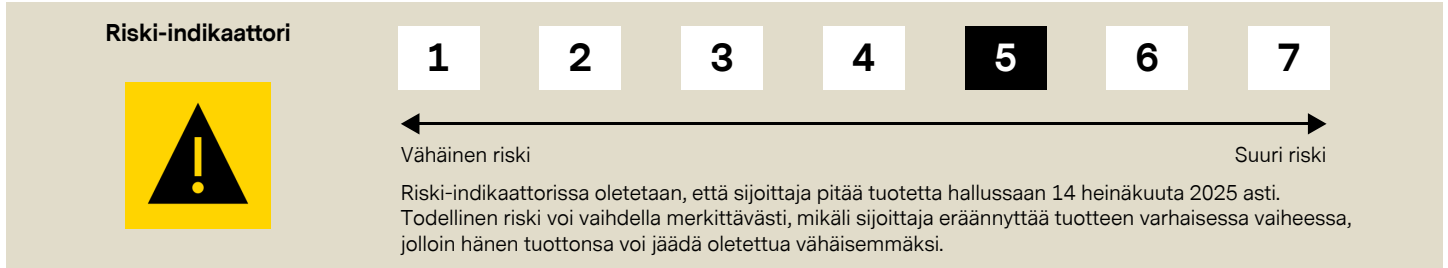 Riski-indikaattori
1 2 3 4 5 6 7
Vähäinen riski Suuri riski
Riski-indikaattorissa oletetaan, että sijoittaja pitää tuotetta hallussaan 14 heinäkuuta 2025 asti.
Todellinen riski voi vaihdella merkittävästi, mikäli sijoittaja eräännyttää tuotteen varhaisessa vaiheessa,
jolloin hänen tuottonsa voi jäädä oletettua vähäisemmäksi.